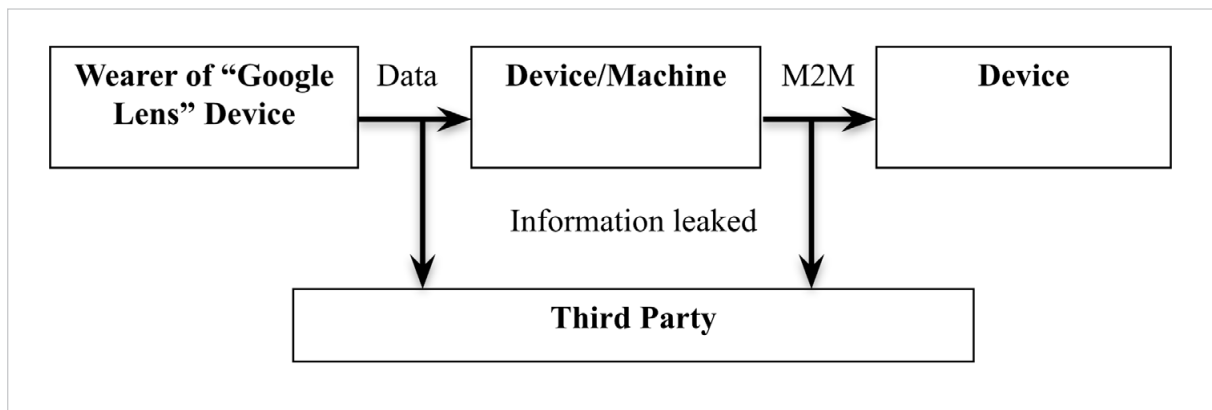 Wearer of “Google
Lens” Device
Data
Device/Machine
M2M
Device
Information leaked
Third Party